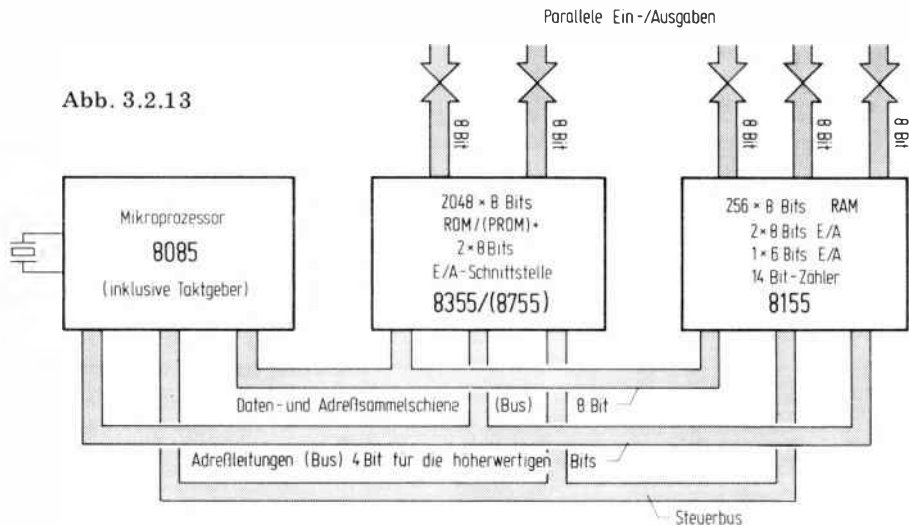 Parallele Ein-/Ausgaben
Abb. 3.2.13
8 Bit
8 Bit
8 Bit
8 Bit
8 Bit
Mikroprozessor
8085
(inklusive Taktgeber)
2048 × 8 Bits
ROM/(PROM)+
2×8Bits
E/A-Schnittstelle
8355/(8755)
256 × 8 Bits RAM
2×8 Bits E/A
1×6 Bits E/A
14 Bit-Zähler
8155
Daten-und Adreßsammelschiene (Bus) 8 Bit
Adreßleitungen (Bus) 4 Bit für die höherwertigen Bits
Steuerbus